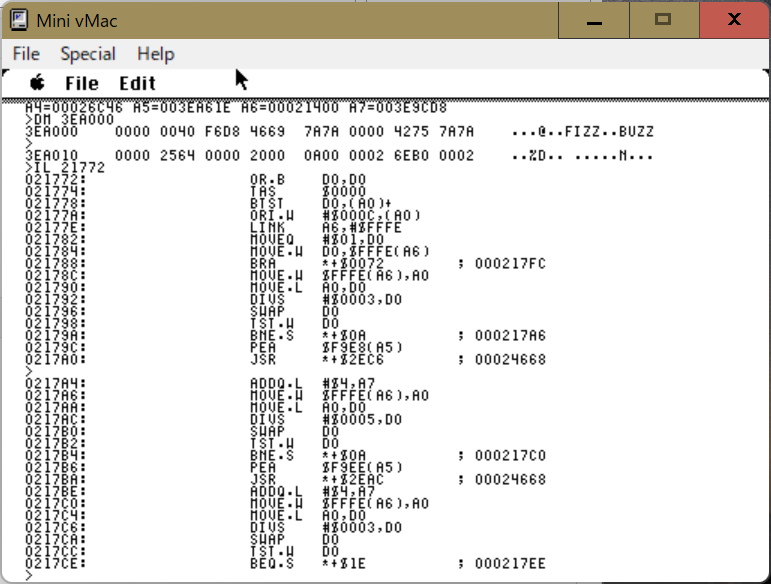 Mini vMac
File Special Help
File Edit
A4=00026C46 A5=003EA61E A6=00021400 A7=003E9CD8
>DM 3EA000
3EA000 0000 0040 F6D8 4669 7A7A 0000 4275 7A7A ...@..FIZZ..BUZZ
>
3EA010 0000 2564 0000 2000 0A00 0002 6EB0 0002 ..%D.. .....N...
>IL 21772
021772: OR.B D0,D0
021774: TAS $0000
021778: BTST D0,(A0)+
02177A: ORI.W #$000C,(A0)
02177E: LINK A6,#$FFFE
021782: MOVEQ #$01,D0
021784: MOVE.W D0,$FFFE(A6)
021788: BRA *+$0072 ; 000217FC
02178C: MOVE.W $FFFE(A6),A0
021790: MOVE.L A0,D0
021792: DIVS #$0003,D0
021796: SWAP D0
021798: TST.W D0
02179A: BNE.S *+$0A ; 000217A6
02179C: PEA $F9E8(A5)
0217A0: JSR *+$2EC6 ; 00024668
>
0217A4: ADDQ.L #$4,A7
0217A6: MOVE.W $FFFE(A6),A0
0217AA: MOVE.L A0,D0
0217AC: DIVS #$0005,D0
0217B0: SWAP D0
0217B2: TST.W D0
0217B4: BNE.S *+$0A ; 000217C0
0217B6: PEA $F9EE(A5)
0217BA: JSR *+$2EAC ; 00024668
0217BE: ADDQ.L #$4,A7
0217C0: MOVE.W $FFFE(A6),A0
0217C4: MOVE.L A0,D0
0217C6: DIVS #$0003,D0
0217CA: SWAP D0
0217CC: TST.W D0
0217CE: BEQ.S *+$1E ; 000217EE
>